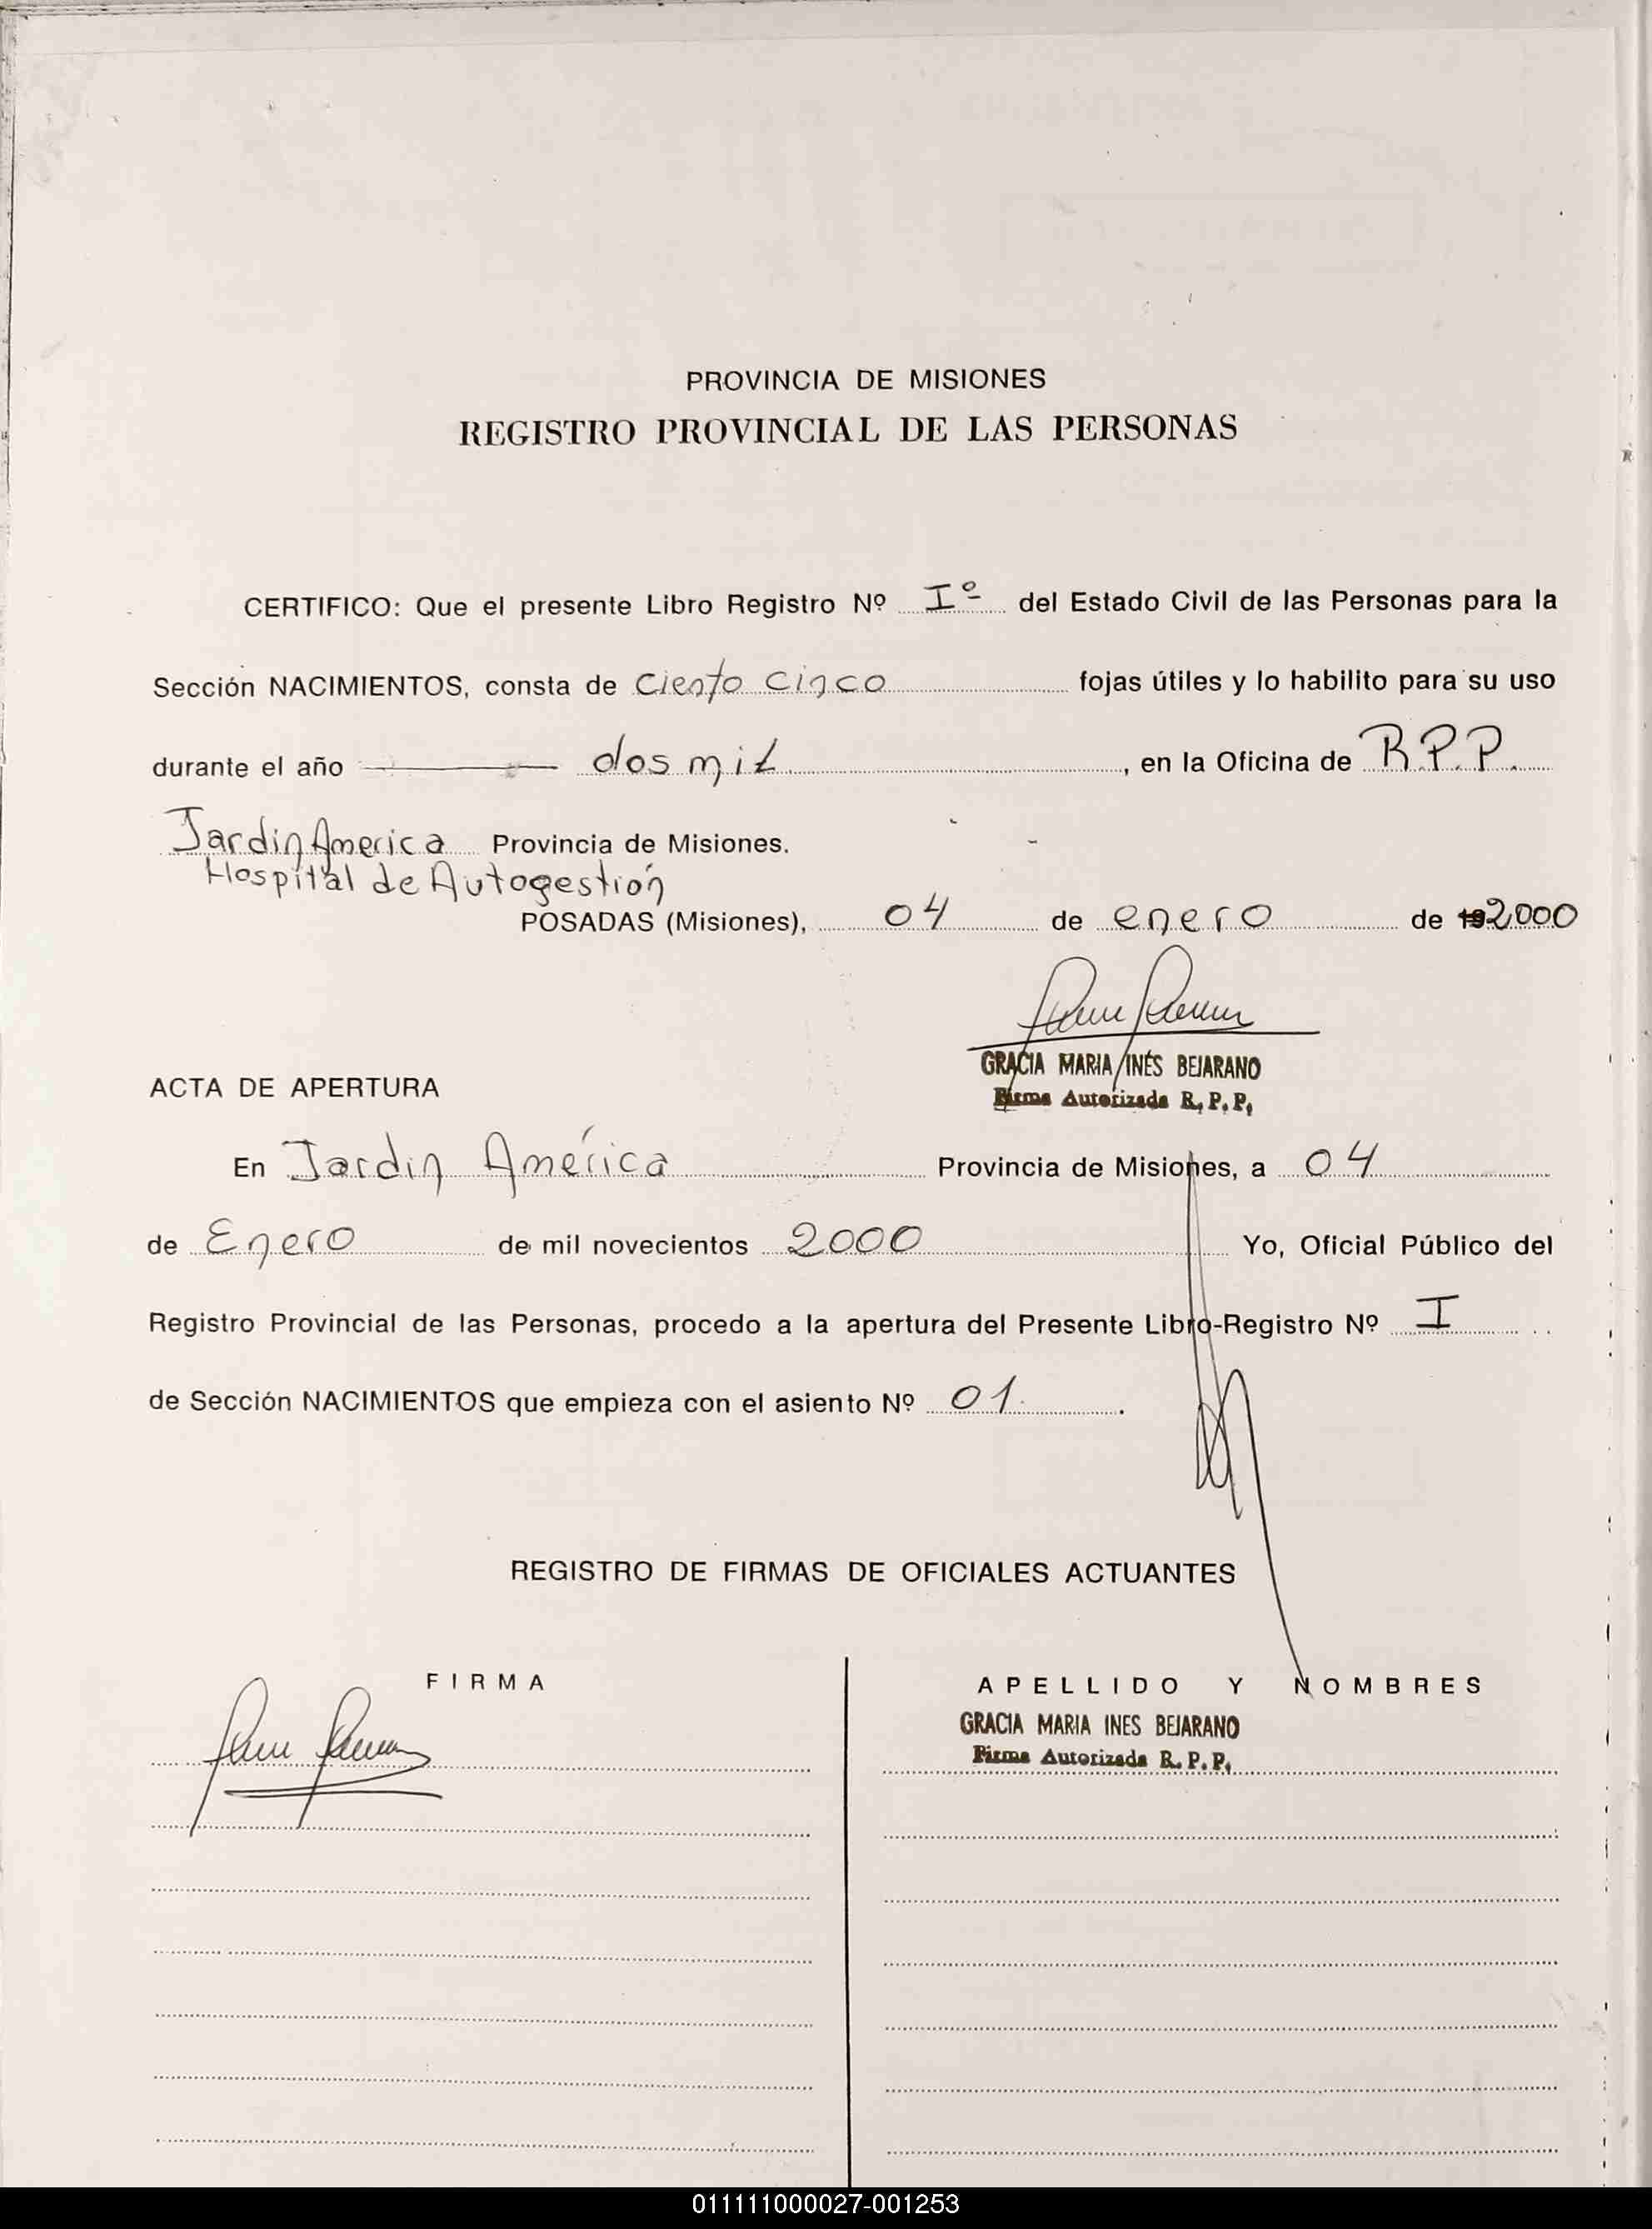 PROVINCIA DE MISIONES
REGISTRO PROVINCIAL DE LAS PERSONAS
CERTIFICO: Que el presente Libro Registro Nº Iº del Estado Civil de las Personas para la
Sección NACIMIENTOS, consta de Ciento Cinco fojas útiles y lo habilito para su uso
durante el año dos mil, en la Oficina de R.P.P.
Jardin America Provincia de Misiones.
Hospital de Autogestión
POSADAS (Misiones), 04 de enero de 192000
GRACIA MARIA INÉS BEJARANO
Firma Autorizada R. P. P.
ACTA DE APERTURA
En Jardin América Provincia de Misiones, a 04
de Enero de mil novecientos 2000 Yo, Oficial Público del
Registro Provincial de las Personas, procedo a la apertura del Presente Libro-Registro Nº I
de Sección NACIMIENTOS que empieza con el asiento Nº 01.
REGISTRO DE FIRMAS DE OFICIALES ACTUANTES
FIRMA
APELLIDO Y NOMBRES
GRACIA MARIA INES BEJARANO
Firma Autorizada R. P. P.
011111000027-001253